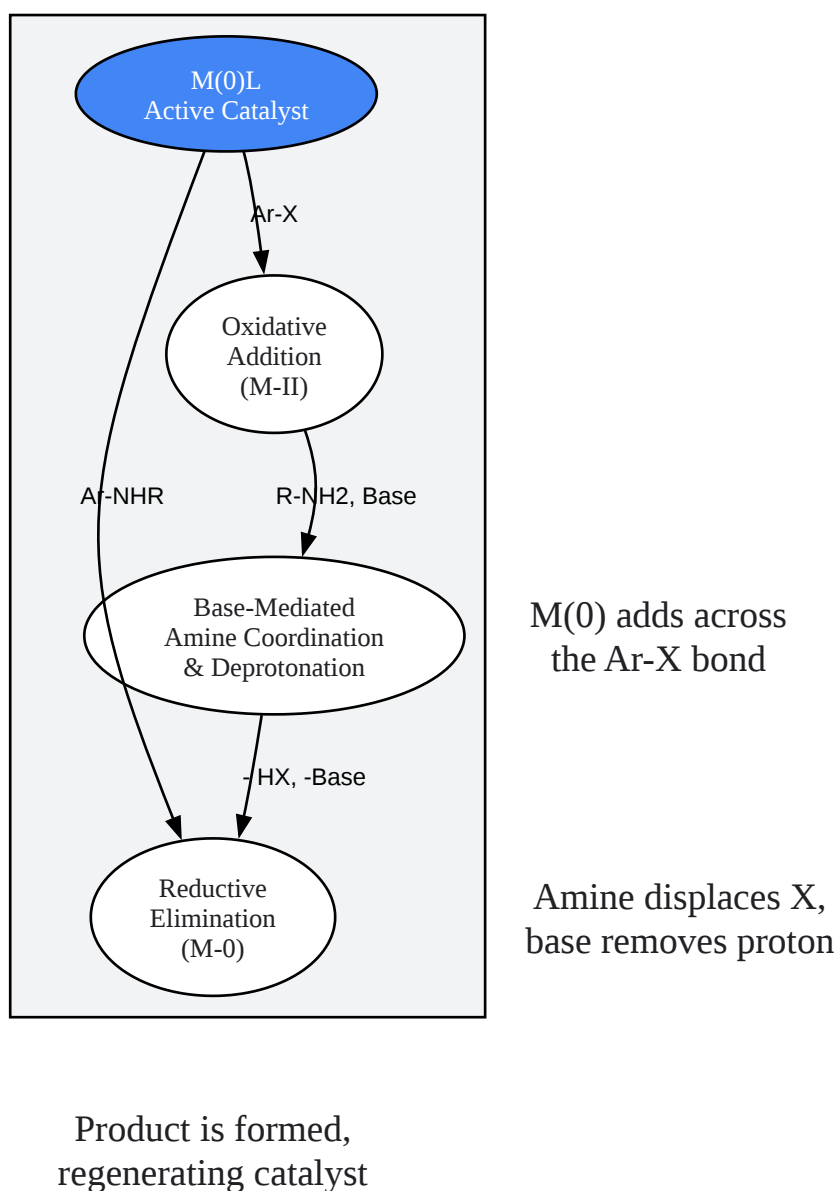 M(0)L
Active Catalyst
Ar-X
Oxidative
Addition
(M-II)
Ar-NHR
R-NH2, Base
Base-Mediated
Amine Coordination
& Deprotonation
M(0) adds across
the Ar-X bond
- HX, -Base
Reductive
Elimination
(M-0)
Amine displaces X,
base removes proton
Product is formed,
regenerating catalyst